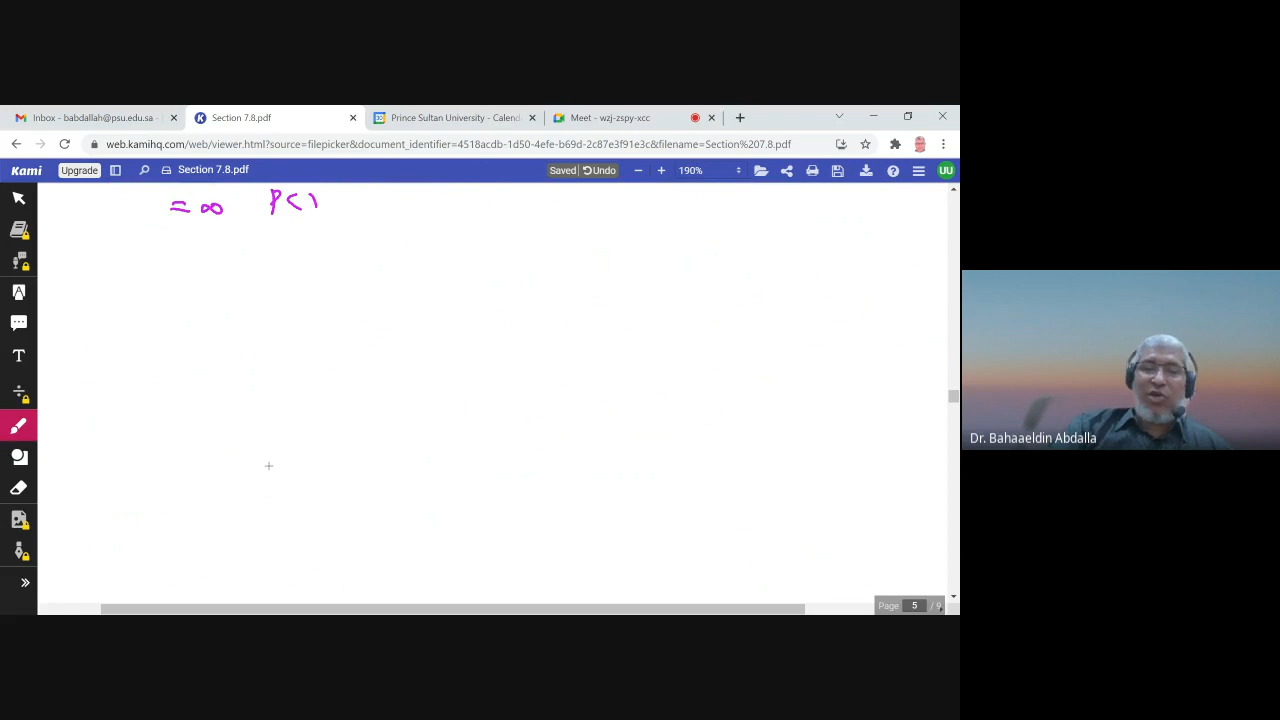 Inbox - babdallah@psu.edu.sa -
Section 7.8.pdf
Prince Sultan University - Calend
Meet - wzj-zspy-xcc
web.kamihq.com/web/viewer.html?source=filepicker&document_identifier=4518acdb-1d50-4efe-b69d-2c87e3f91e3c&filename=Section%207.8.pdf
Kami
Upgrade
Section 7.8.pdf
Saved
Undo
190%
UU
= ∞ P<1
A
T
Dr. Bahaaeldin Abdalla
Page 5 / 9